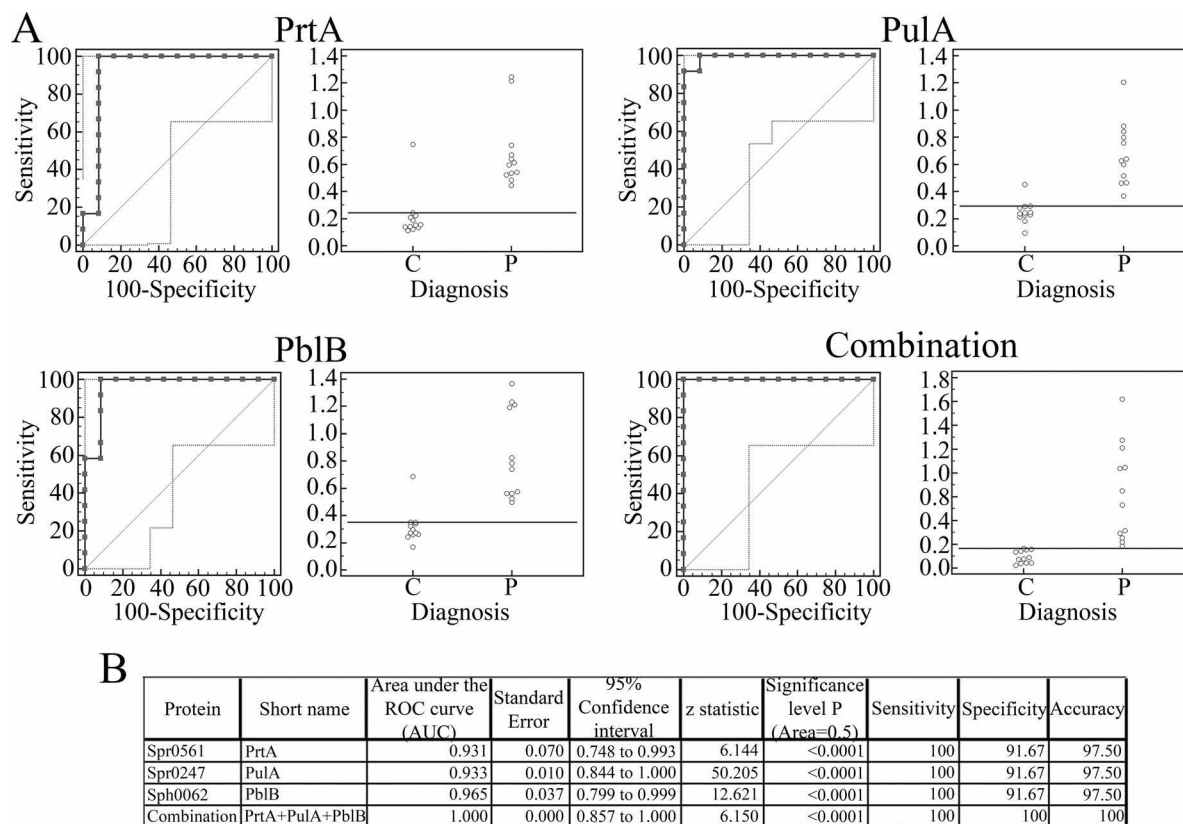 A
PrtA
PulA
Sensitivity
100
80
60
40
20
0
0 20 40 60 80 100
100-Specificity
1.4
1.2
1.0
0.8
0.6
0.4
0.2
0.0
C P
Diagnosis
Sensitivity
100
80
60
40
20
0
0 20 40 60 80 100
100-Specificity
1.4
1.2
1.0
0.8
0.6
0.4
0.2
0.0
C P
Diagnosis
PblB
Combination
Sensitivity
100
80
60
40
20
0
0 20 40 60 80 100
100-Specificity
1.4
1.2
1.0
0.8
0.6
0.4
0.2
0.0
C P
Diagnosis
Sensitivity
100
80
60
40
20
0
0 20 40 60 80 100
100-Specificity
1.8
1.6
1.2
1.0
0.8
0.4
0.2
0.0
C P
Diagnosis
B
Protein Short name Area under the ROC curve (AUC) Standard Error 95% Confidence interval z statistic Significance level P (Area=0.5) Sensitivity Specificity Accuracy
Spr0561 PrtA 0.931 0.070 0.748 to 0.993 6.144 <0.0001 100 91.67 97.50
Spr0247 PulA 0.933 0.010 0.844 to 1.000 50.205 <0.0001 100 91.67 97.50
Sph0062 PblB 0.965 0.037 0.799 to 0.999 12.621 <0.0001 100 91.67 97.50
Combination PrtA+PulA+PblB 1.000 0.000 0.857 to 1.000 6.150 <0.0001 100 100 100